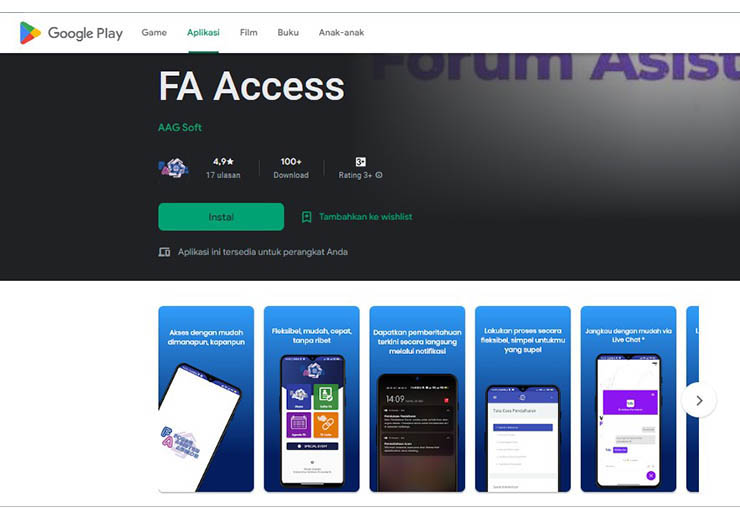 Google Play Game Aplikasi Film Buku Anak-anak
Forum Asist
FA Access
AAG Soft
4,9★ 100+ 3+
17 ulasan Download Rating 3+
Instal Tambahkan ke wishlist
Aplikasi ini tersedia untuk perangkat Anda
Akses dengan mudah
dimanapun, kapanpun
Fleksibel, mudah, cepat,
tanpa ribet
SPECIAL EVENT
Dapatkan pemberitahuan
terkini secara langsung
melalui notifikasi
14:09
Lakukan proses secara
fleksibel, simpel untukmu
yang supel
Tata Cara Pendaftaran
Jangkau dengan mudah via
Live Chat *